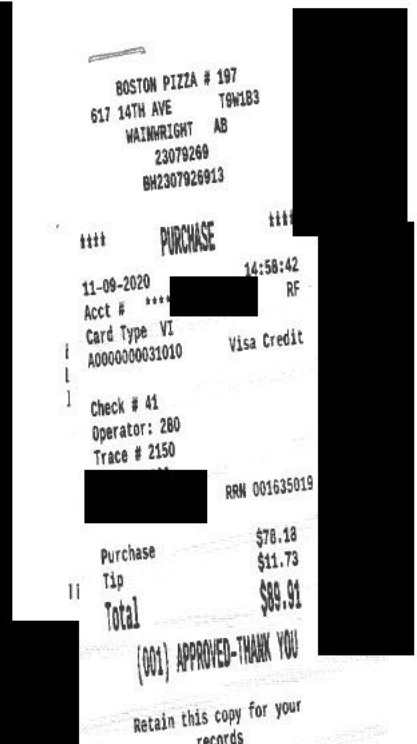 BOSTON PIZZA # 197
617 14TH AVE T9W1B3
WAINWRIGHT AB
23079269
BH2307926913
**** PURCHASE ****
11-09-2020 14:58:42
Acct # **** RF
Card Type VI
A0000000031010 Visa Credit
Check # 41
Operator: 280
Trace # 2150
RRN 001635019
Purchase $78.18
Tip $11.73
Total $89.91
(001) APPROVED-THANK YOU
Retain this copy for your
records